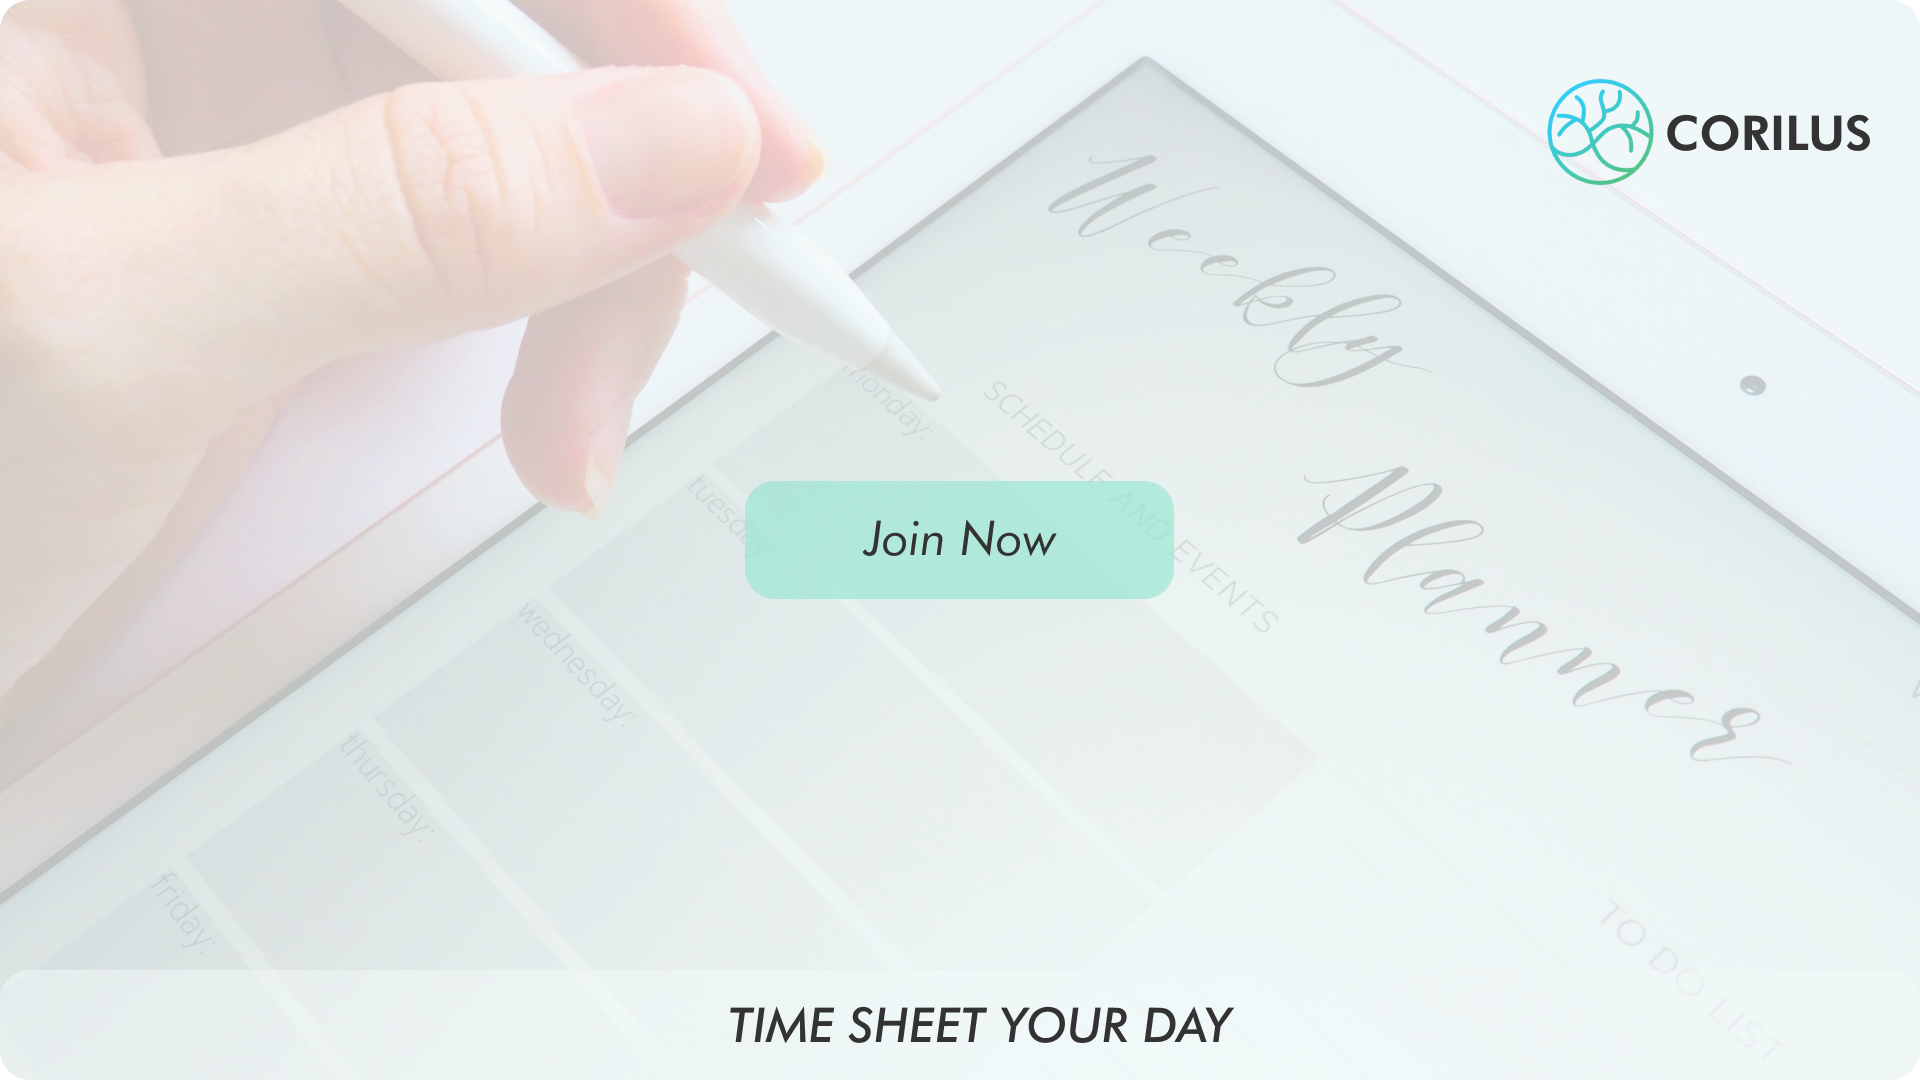 CORILUS
Weekly
Planner
SCHEDULE AND EVENTS
monday:
tuesday:
wednesday:
thursday:
friday:
Join Now
TO DO LIST
TIME SHEET YOUR DAY